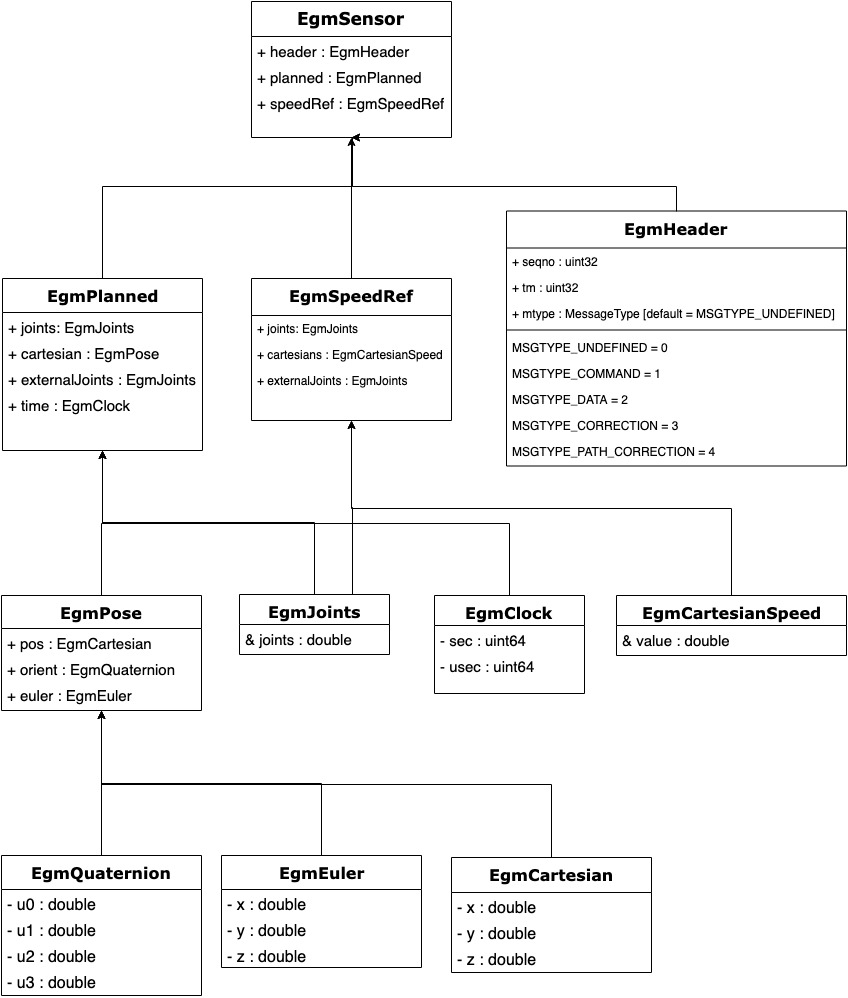 EgmSensor
+ header : EgmHeader
+ planned : EgmPlanned
+ speedRef : EgmSpeedRef
EgmHeader
+ seqno : uint32
+ tm : uint32
+ mtype : MessageType [default = MSGTYPE_UNDEFINED]
MSGTYPE_UNDEFINED = 0
MSGTYPE_COMMAND = 1
MSGTYPE_DATA = 2
MSGTYPE_CORRECTION = 3
MSGTYPE_PATH_CORRECTION = 4
EgmPlanned
+ joints: EgmJoints
+ cartesian : EgmPose
+ externalJoints : EgmJoints
+ time : EgmClock
EgmSpeedRef
+ joints: EgmJoints
+ cartesians : EgmCartesianSpeed
+ externalJoints : EgmJoints
EgmPose
+ pos : EgmCartesian
+ orient : EgmQuaternion
+ euler : EgmEuler
EgmJoints
& joints : double
EgmClock
- sec : uint64
- usec : uint64
EgmCartesianSpeed
& value : double
EgmQuaternion
- u0 : double
- u1 : double
- u2 : double
- u3 : double
EgmEuler
- x : double
- y : double
- z : double
EgmCartesian
- x : double
- y : double
- z : double